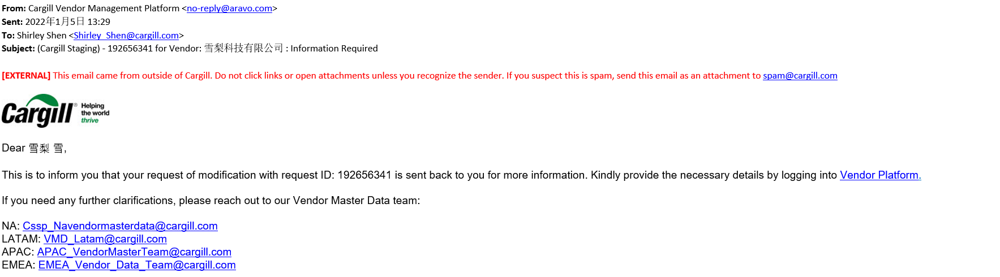 From: Cargill Vendor Management Platform <no-reply@aravo.com>
Sent: 2022年1月5日 13:29
To: Shirley Shen <Shirley_Shen@cargill.com>
Subject: (Cargill Staging) - 192656341 for Vendor: 雪梨科技有限公司 : Information Required
[EXTERNAL] This email came from outside of Cargill. Do not click links or open attachments unless you recognize the sender. If you suspect this is spam, send this email as an attachment to spam@cargill.com
Cargill® Helping
the world
thrive
Dear 雪梨 雪,
This is to inform you that your request of modification with request ID: 192656341 is sent back to you for more information. Kindly provide the necessary details by logging into Vendor Platform.
If you need any further clarifications, please reach out to our Vendor Master Data team:
NA: Cssp_Navendormasterdata@cargill.com
LATAM: VMD_Latam@cargill.com
APAC: APAC_VendorMasterTeam@cargill.com
EMEA: EMEA_Vendor_Data_Team@cargill.com